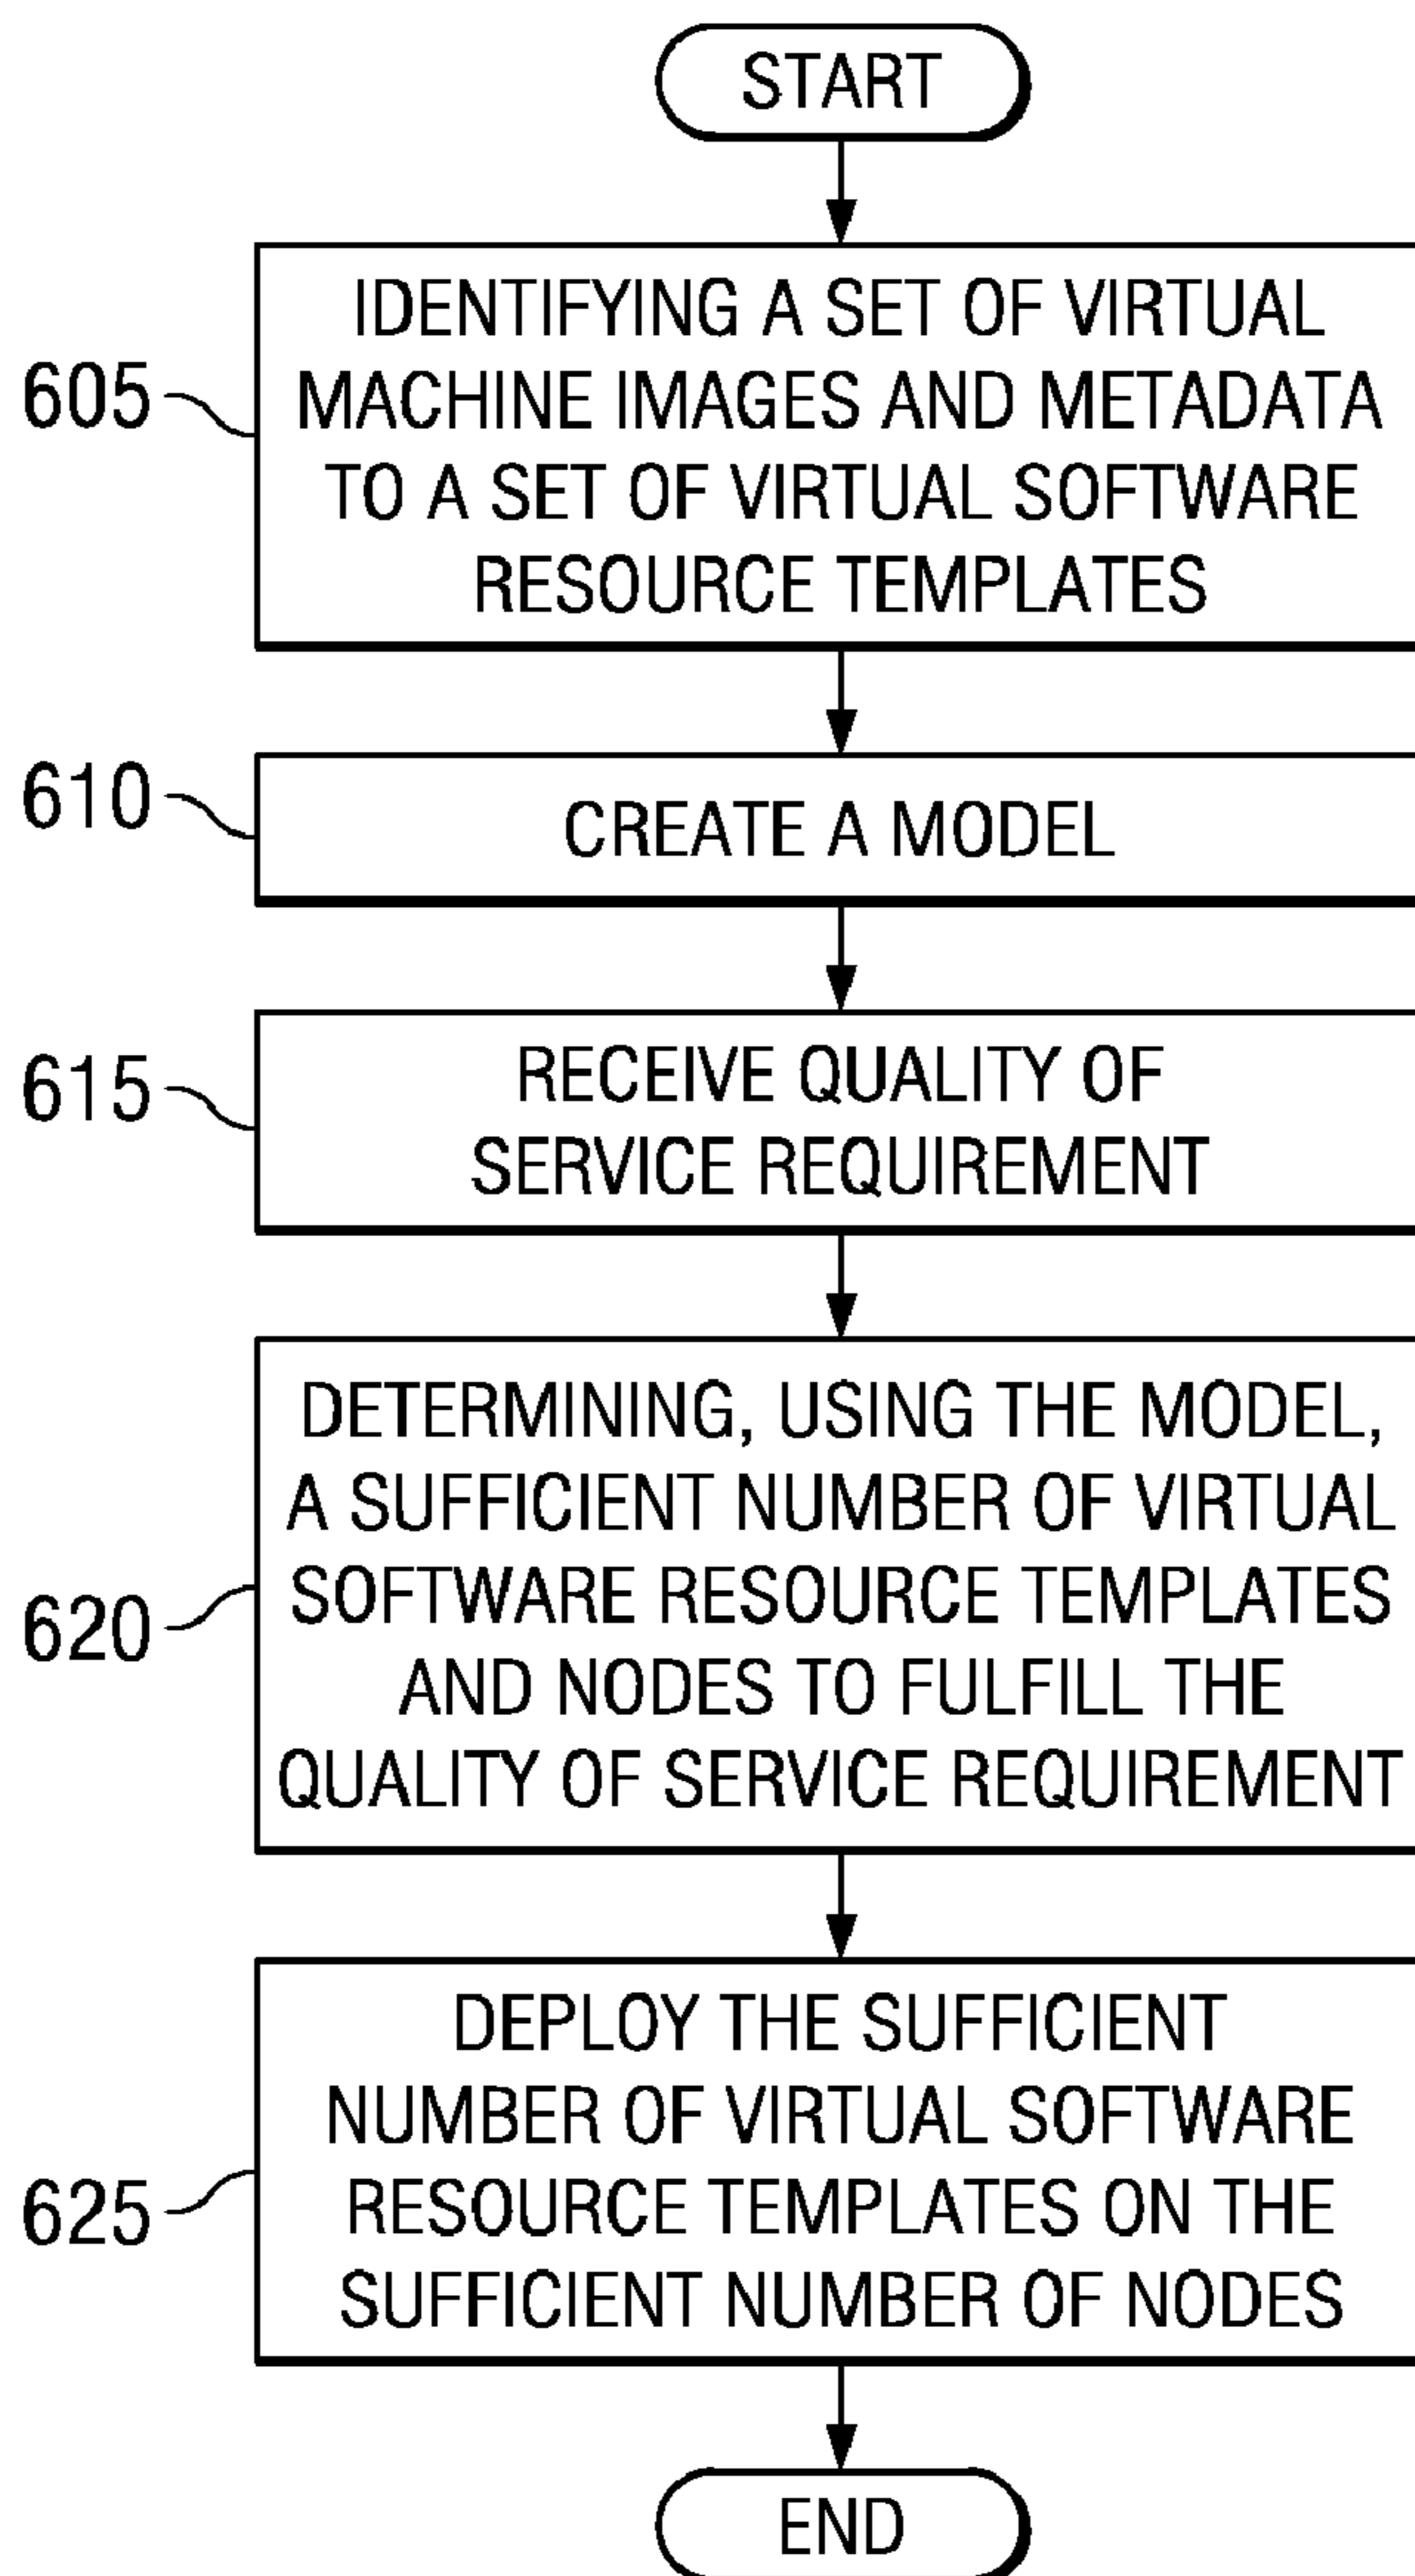 START
605
IDENTIFYING A SET OF VIRTUAL
MACHINE IMAGES AND METADATA
TO A SET OF VIRTUAL SOFTWARE
RESOURCE TEMPLATES
610
CREATE A MODEL
615
RECEIVE QUALITY OF
SERVICE REQUIREMENT
620
DETERMINING, USING THE MODEL,
A SUFFICIENT NUMBER OF VIRTUAL
SOFTWARE RESOURCE TEMPLATES
AND NODES TO FULFILL THE
QUALITY OF SERVICE REQUIREMENT
625
DEPLOY THE SUFFICIENT
NUMBER OF VIRTUAL SOFTWARE
RESOURCE TEMPLATES ON THE
SUFFICIENT NUMBER OF NODES
END